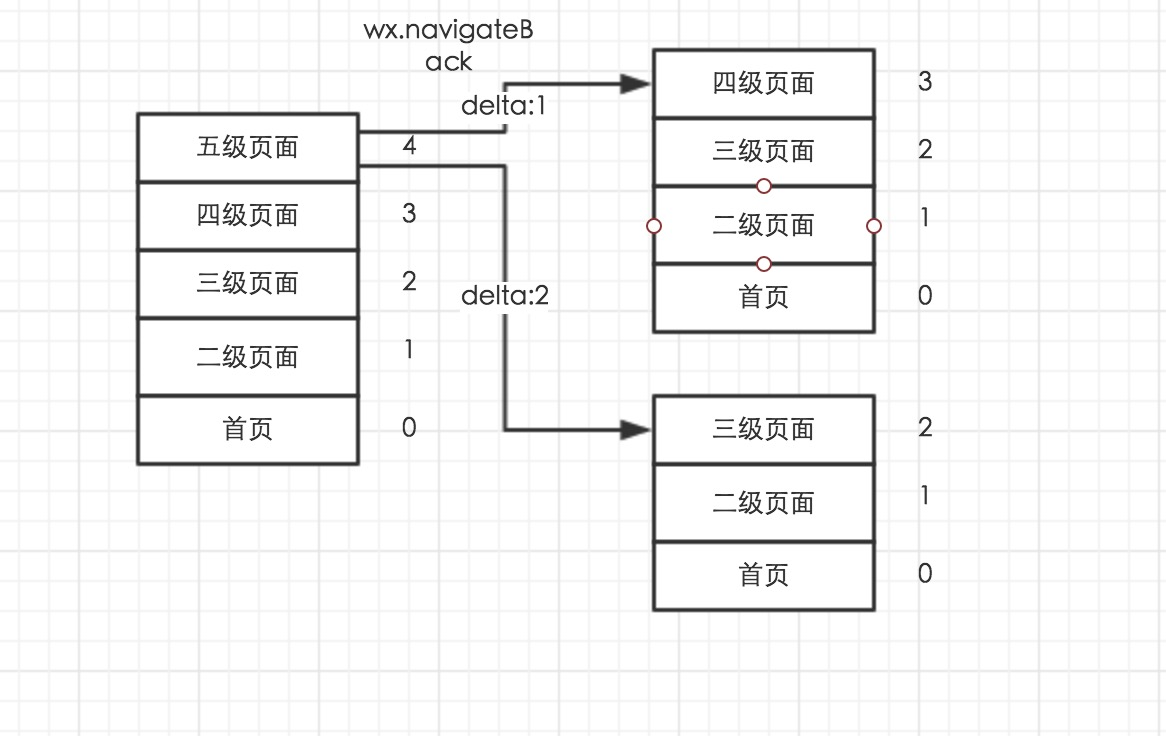 wx.navigateB
ack
delta:1
五级页面 4
四级页面 3
三级页面 2
二级页面 1
首页 0
delta:2
四级页面 3
三级页面 2
二级页面 1
首页 0
三级页面 2
二级页面 1
首页 0